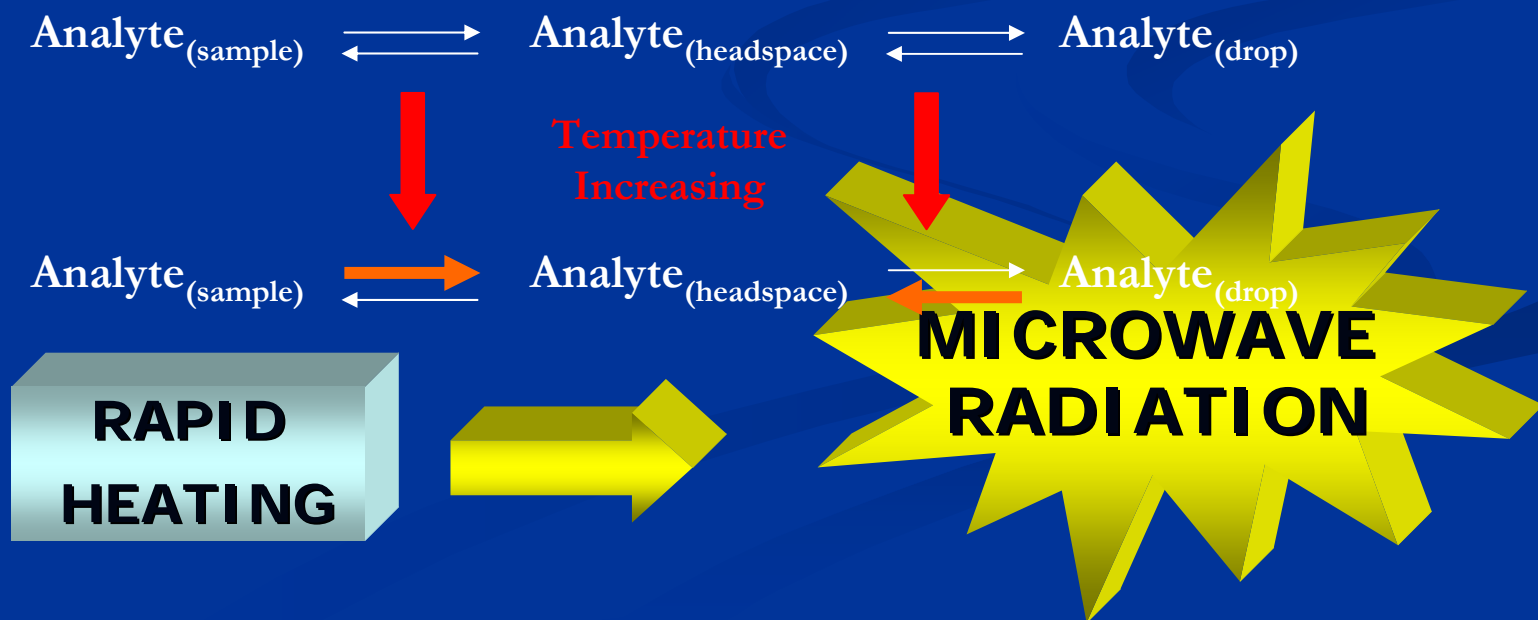 Analyte(sample) Analyte(headspace) Analyte(drop)
Temperature
Increasing
Analyte(sample) Analyte(headspace) Analyte(drop)
MICROWAVE
RADIATION
RAPID
HEATING